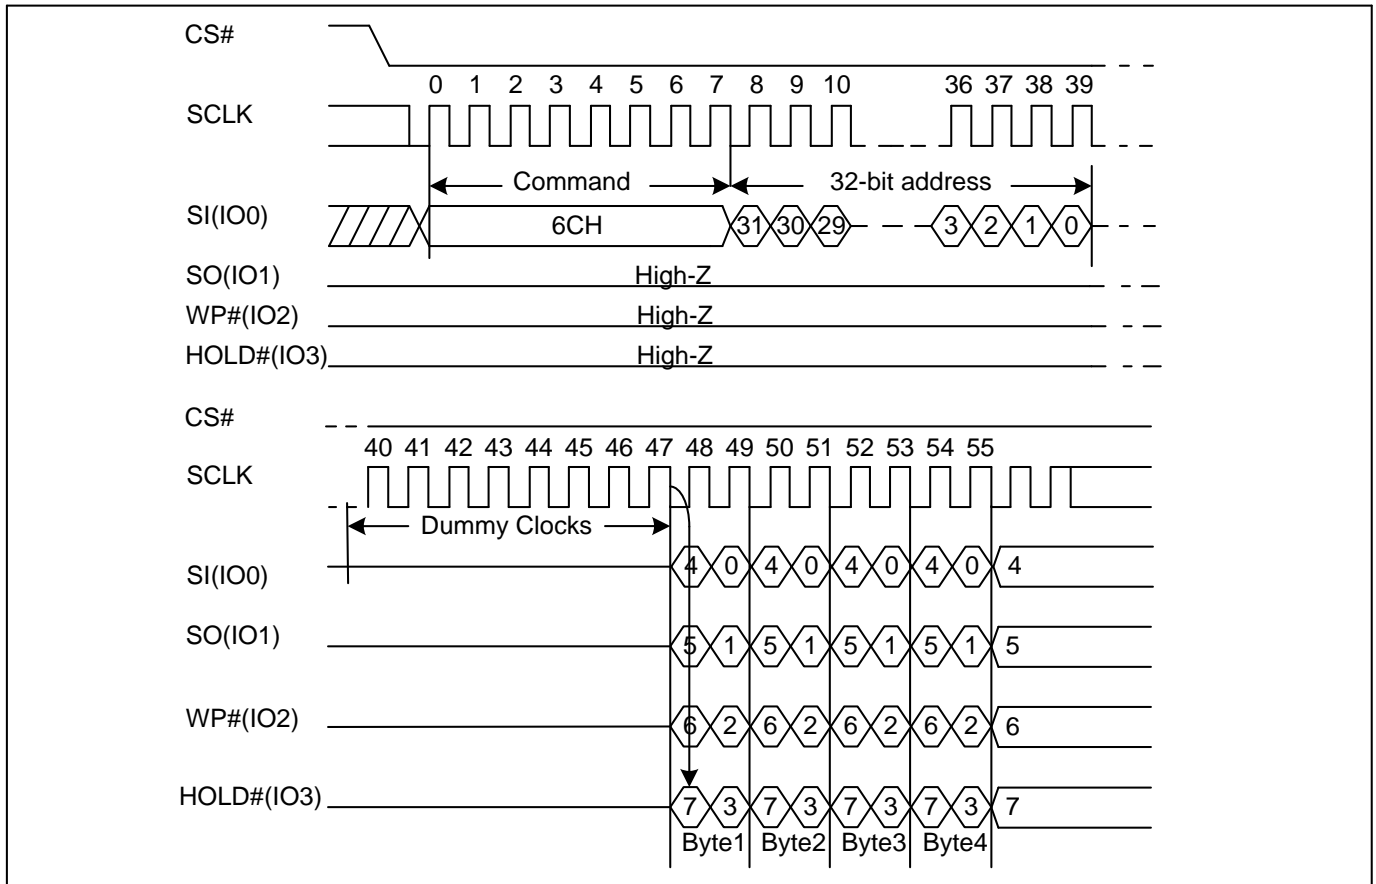 CS#
0 1 2 3 4 5 6 7 8 9 10 36 37 38 39
SCLK
Command 32-bit address
SI(IO0) 6CH 31 30 29 3 2 1 0
SO(IO1) High-Z
WP#(IO2) High-Z
HOLD#(IO3) High-Z
CS#
40 41 42 43 44 45 46 47 48 49 50 51 52 53 54 55
SCLK
Dummy Clocks
SI(IO0) 4 0 4 0 4 0 4 0 4
SO(IO1) 5 1 5 1 5 1 5 1 5
WP#(IO2) 6 2 6 2 6 2 6 2 6
HOLD#(IO3) 7 3 7 3 7 3 7 3 7
Byte1 Byte2 Byte3 Byte4